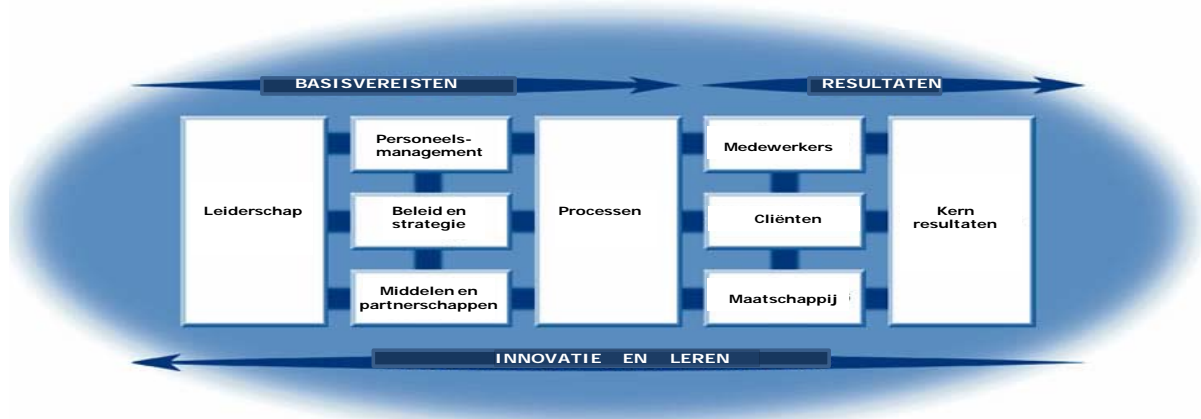 BASISVEREISTEN
RESULTATEN
Leiderschap
Personeels-
management
Beleid en
strategie
Middelen en
partnerschappen
Processen
Medewerkers
Cliënten
Maatschappij
Kern
resultaten
INNOVATIE EN LEREN